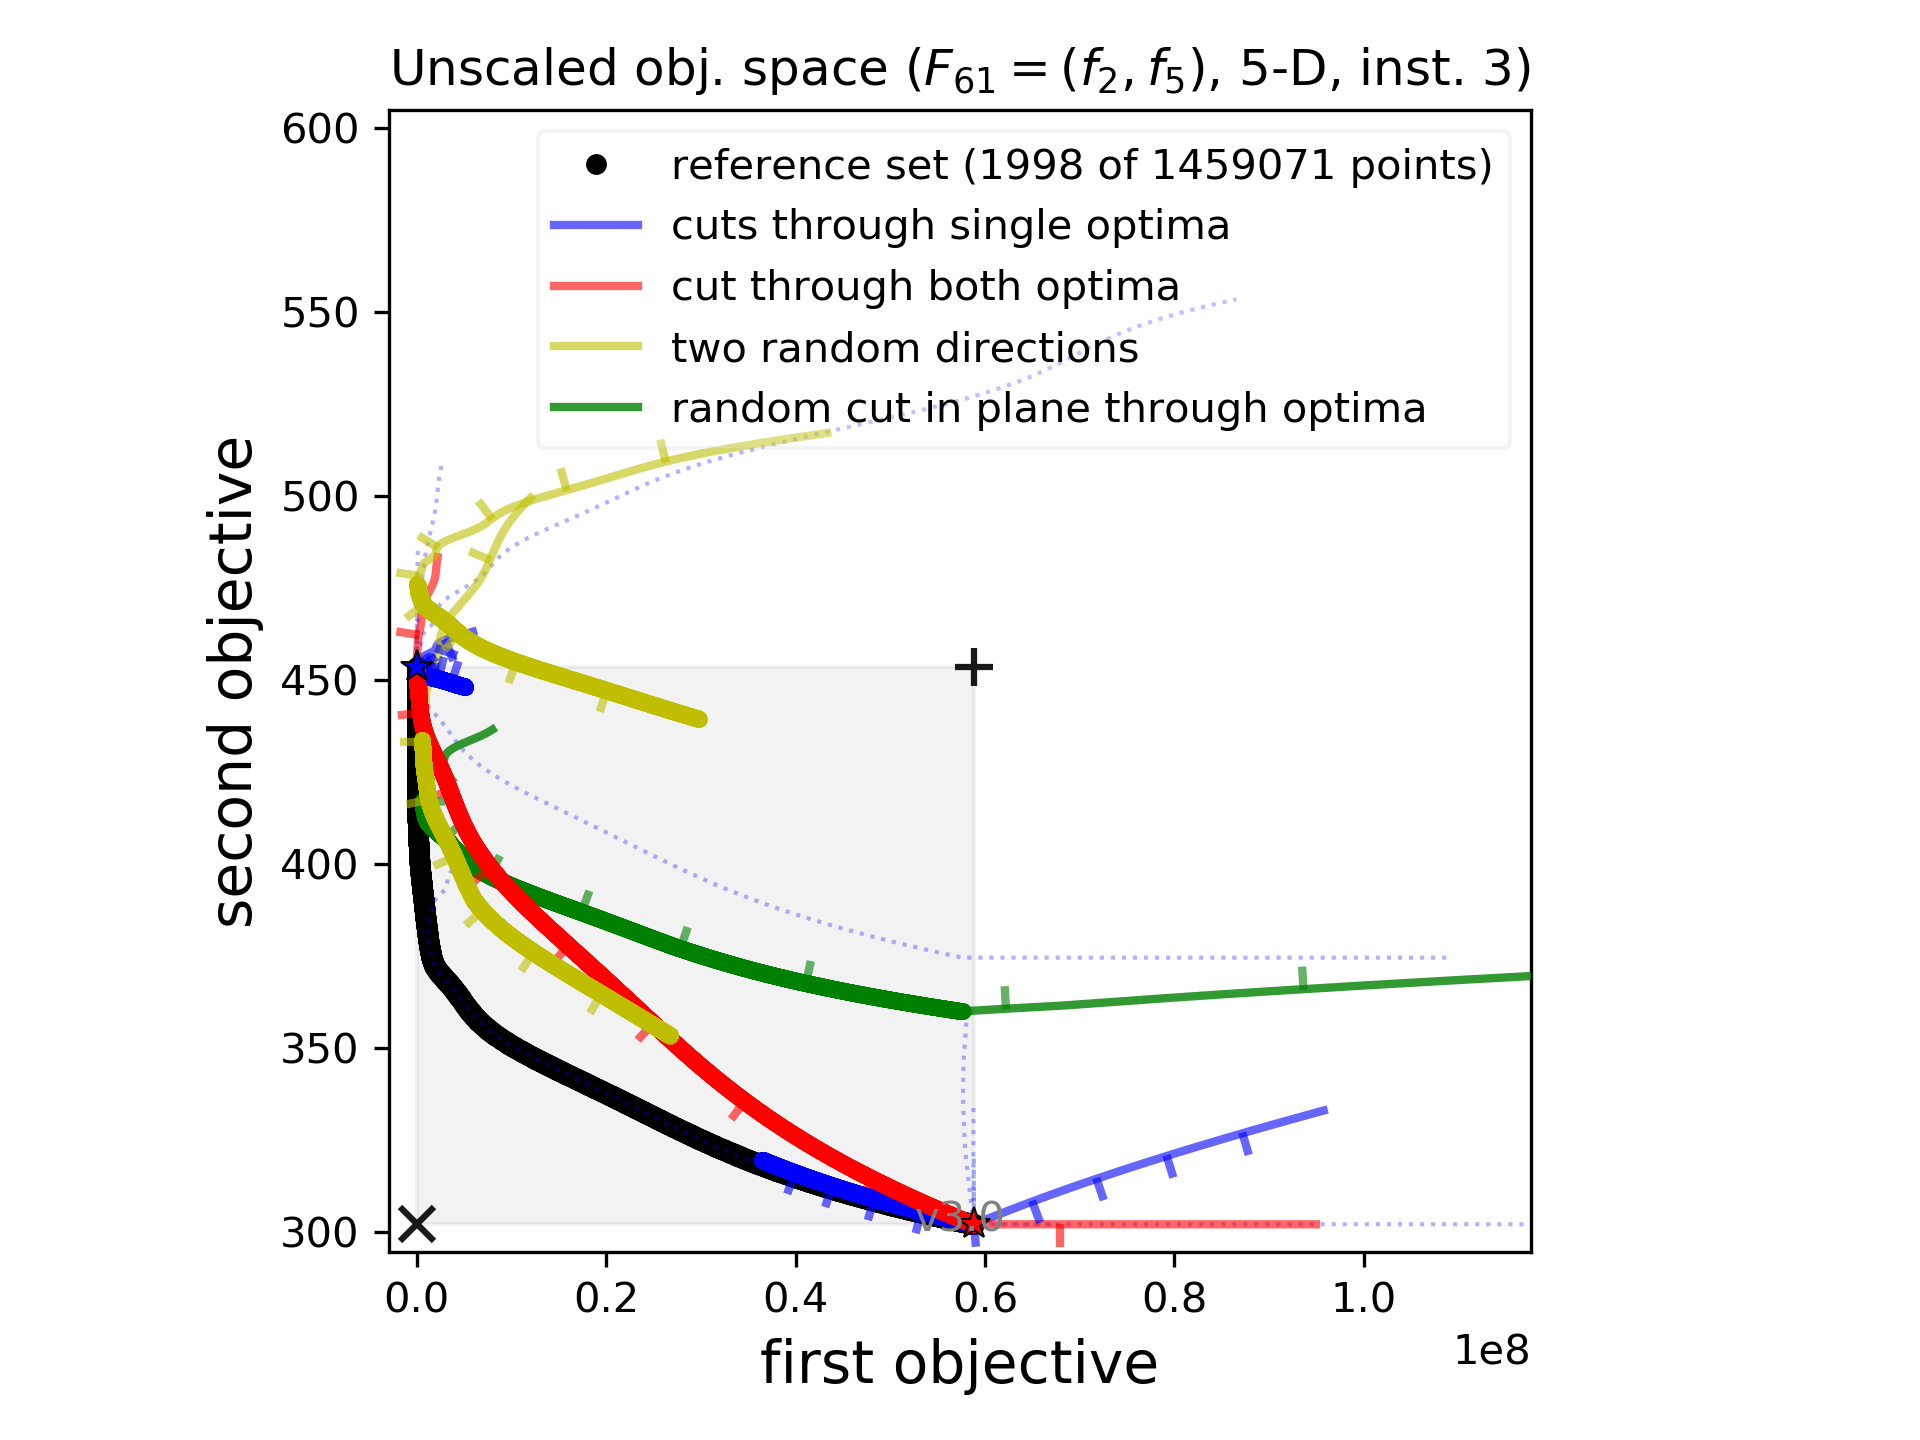 Unscaled obj. space (F61 = (f2, f5), 5-D, inst. 3)
600
550
500
450
400
350
300
second objective
reference set (1998 of 1459071 points)
cuts through single optima
cut through both optima
two random directions
random cut in plane through optima
0.0
0.2
0.4
0.6
0.8
1.0
1e8
first objective